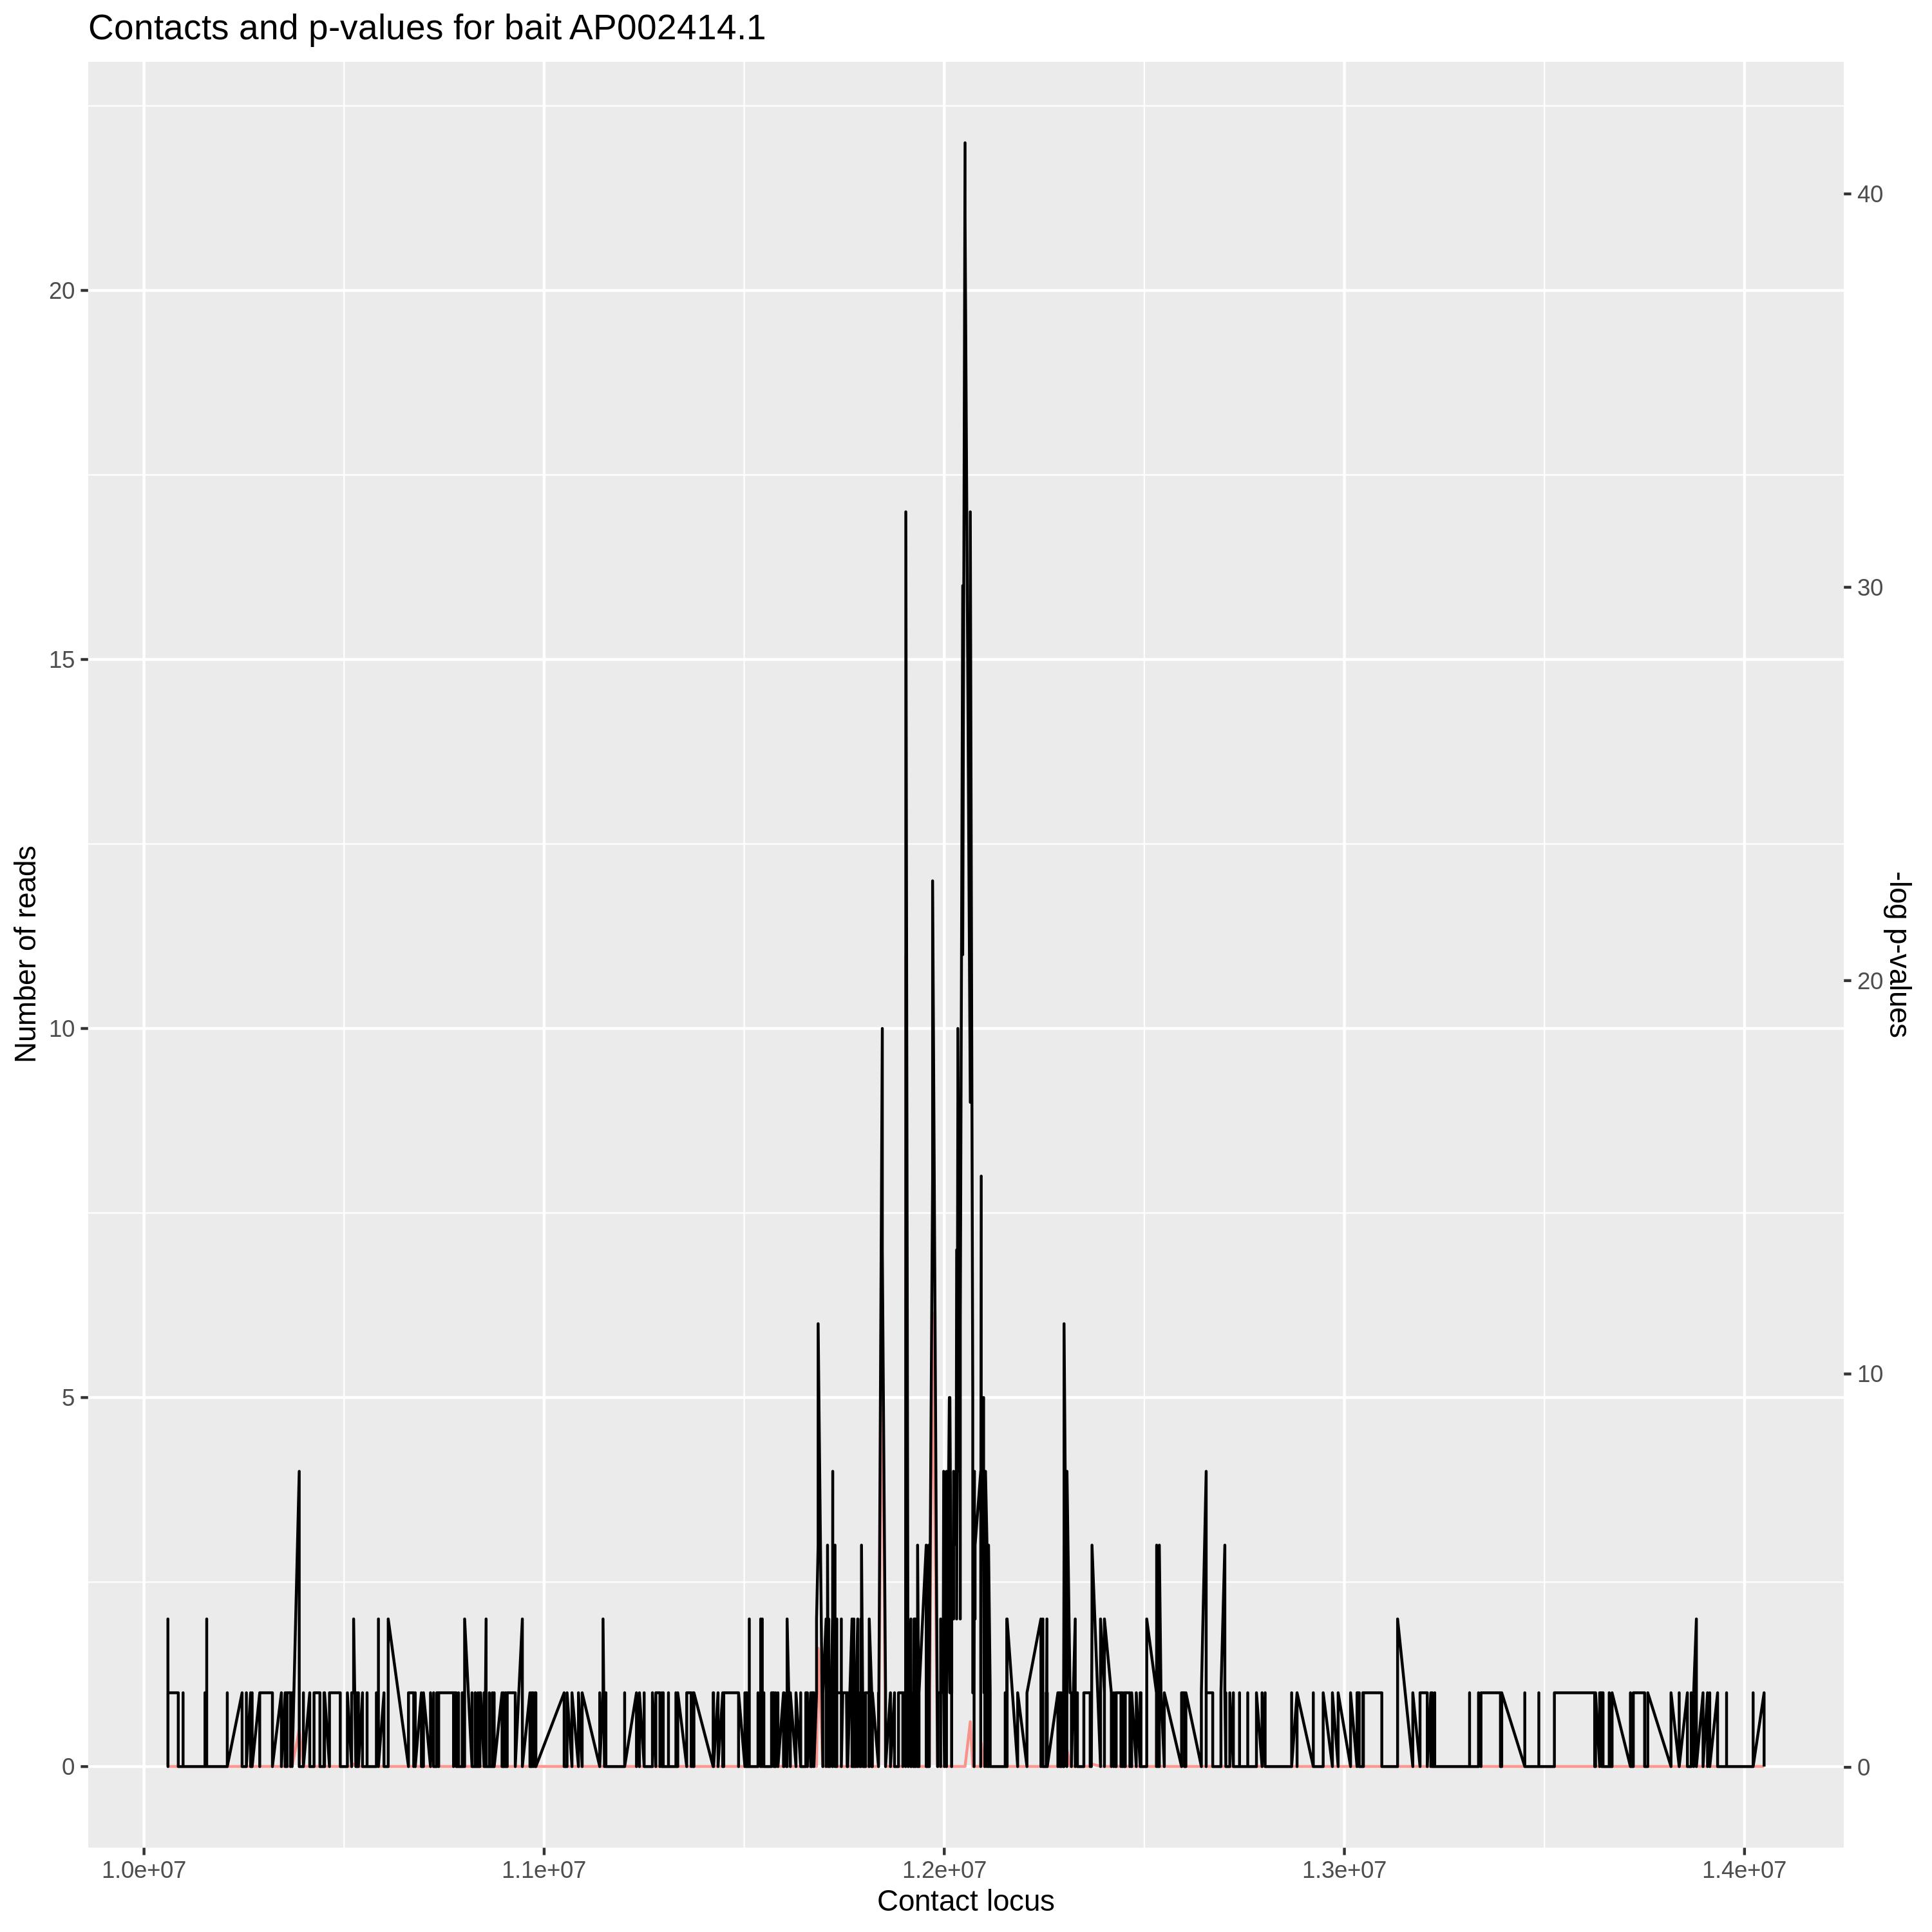 Contacts and p-values for bait AP002414.1
20
15
10
5
0
Number of reads
40
30
20
10
0
-log p-values
1.0e+07
1.1e+07
1.2e+07
1.3e+07
1.4e+07
Contact locus